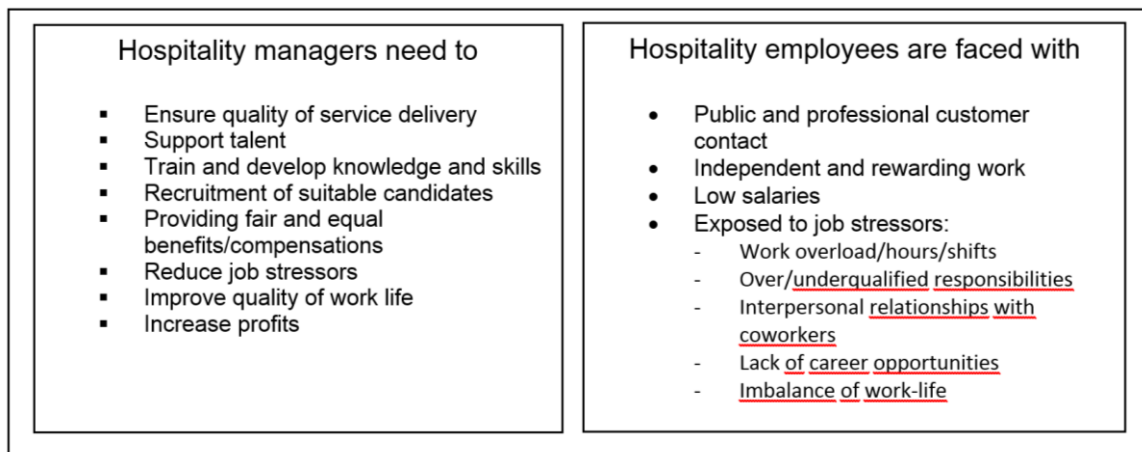 Hospitality managers need to
▪ Ensure quality of service delivery
▪ Support talent
▪ Train and develop knowledge and skills
▪ Recruitment of suitable candidates
▪ Providing fair and equal
benefits/compensations
▪ Reduce job stressors
▪ Improve quality of work life
▪ Increase profits
Hospitality employees are faced with
• Public and professional customer
contact
• Independent and rewarding work
• Low salaries
• Exposed to job stressors:
- Work overload/hours/shifts
- Over/underqualified responsibilities
- Interpersonal relationships with
coworkers
- Lack of career opportunities
- Imbalance of work-life